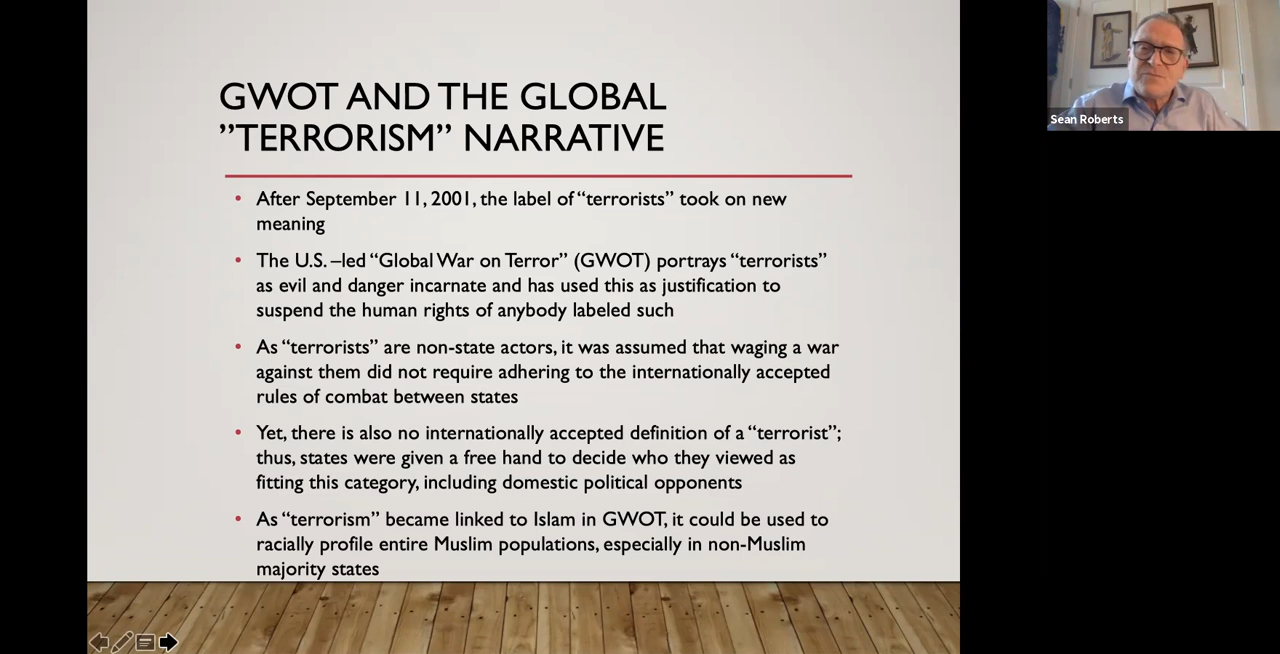 GWOT AND THE GLOBAL
”TERRORISM” NARRATIVE
• After September 11, 2001, the label of “terrorists” took on new
meaning
• The U.S. –led “Global War on Terror” (GWOT) portrays “terrorists”
as evil and danger incarnate and has used this as justification to
suspend the human rights of anybody labeled such
• As “terrorists” are non-state actors, it was assumed that waging a war
against them did not require adhering to the internationally accepted
rules of combat between states
• Yet, there is also no internationally accepted definition of a “terrorist”;
thus, states were given a free hand to decide who they viewed as
fitting this category, including domestic political opponents
• As “terrorism” became linked to Islam in GWOT, it could be used to
racially profile entire Muslim populations, especially in non-Muslim
majority states
Sean Roberts